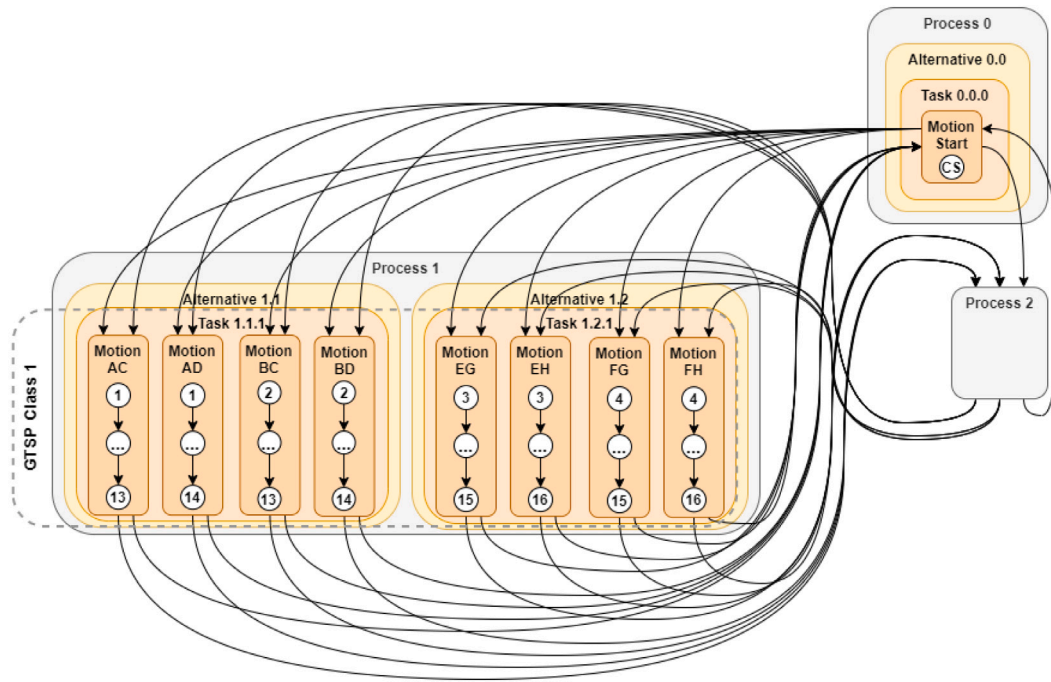 Process 0
Alternative 0.0
Task 0.0.0
Motion
Start
CS
Process 1
Process 2
Alternative 1.1
Alternative 1.2
Task 1.1.1
Task 1.2.1
GTSP Class 1
Motion
AC
Motion
AD
Motion
BC
Motion
BD
Motion
EG
Motion
EH
Motion
FG
Motion
FH
1
1
2
2
3
3
4
4
...
...
...
...
...
...
...
...
13
14
13
14
15
16
15
16